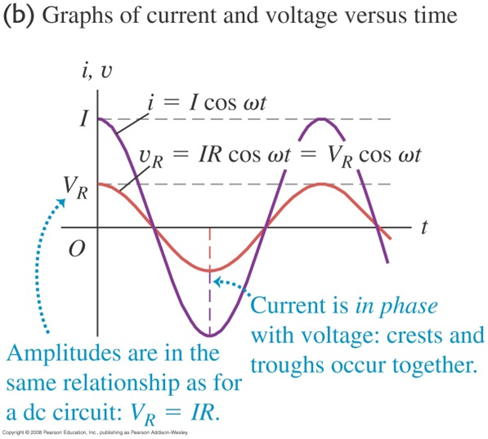 (b) Graphs of current and voltage versus time
i, v
I
i = I cos ωt
v_R = IR cos ωt = V_R cos ωt
V_R
t
O
Current is in phase
with voltage: crests and
troughs occur together.
Amplitudes are in the
same relationship as for
a dc circuit: V_R = IR.
Copyright © 2008 Pearson Education, Inc., publishing as Pearson Addison-Wesley.